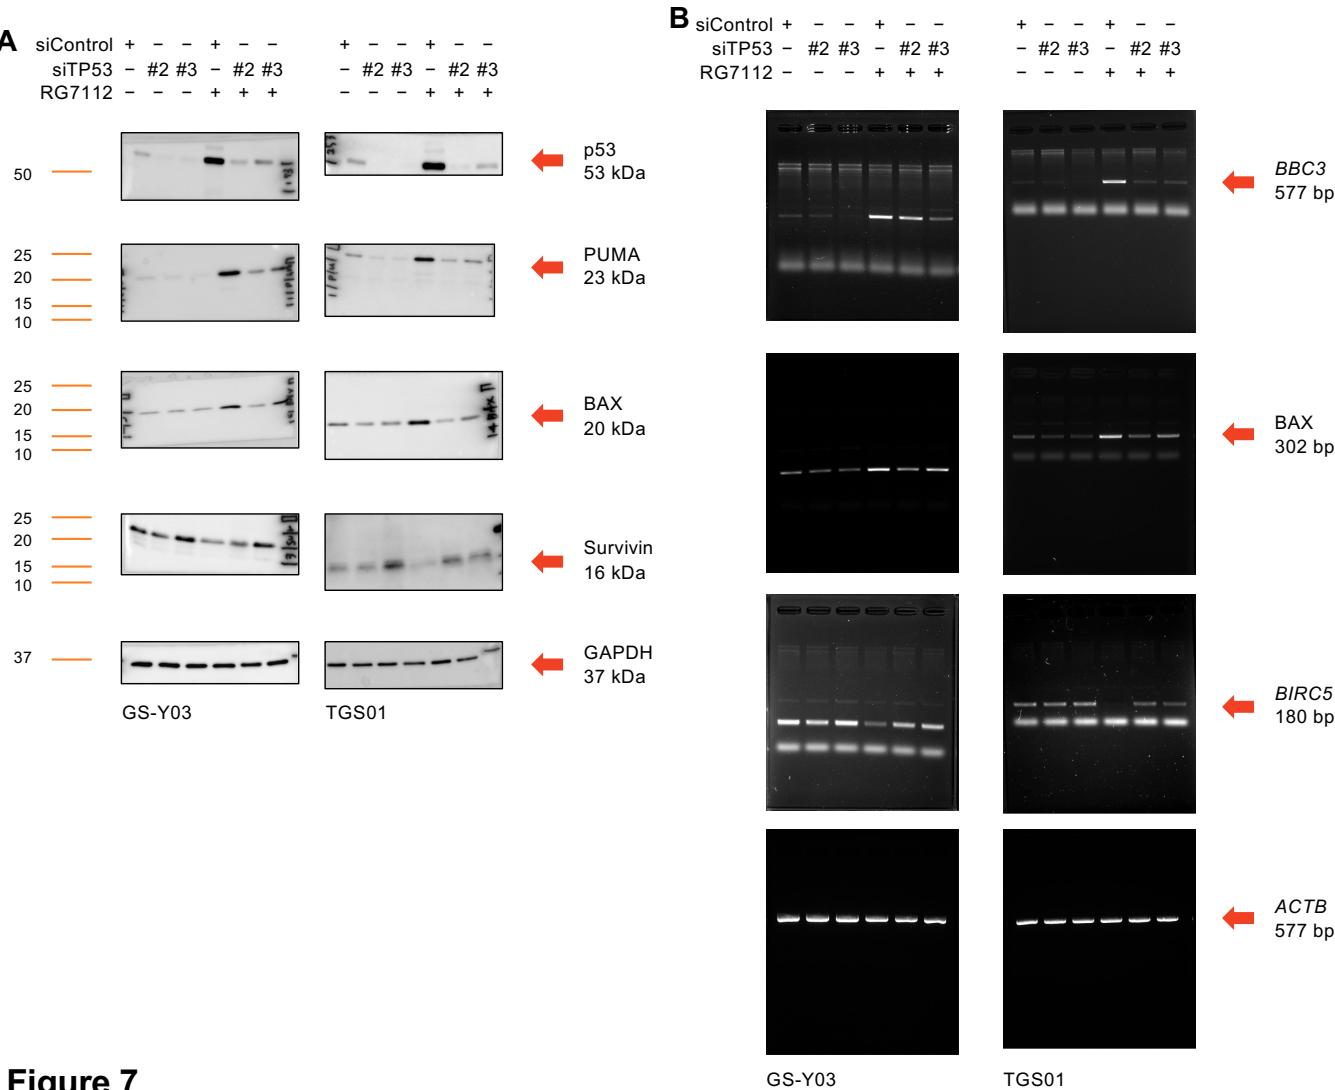 A
siControl + − − + − −
+ − − + − −
siTP53 − #2 #3 − #2 #3
− #2 #3 − #2 #3
RG7112 − − − + + +
− − − + + +
50
p53
53 kDa
25
20
15
10
PUMA
23 kDa
25
20
15
10
BAX
20 kDa
25
20
15
10
Survivin
16 kDa
37
GAPDH
37 kDa
GS-Y03
TGS01
B
siControl + − − + − −
+ − − + − −
siTP53 − #2 #3 − #2 #3
− #2 #3 − #2 #3
RG7112 − − − + + +
− − − + + +
BBC3
577 bp
BAX
302 bp
BIRC5
180 bp
ACTB
577 bp
GS-Y03
TGS01
Figure 7